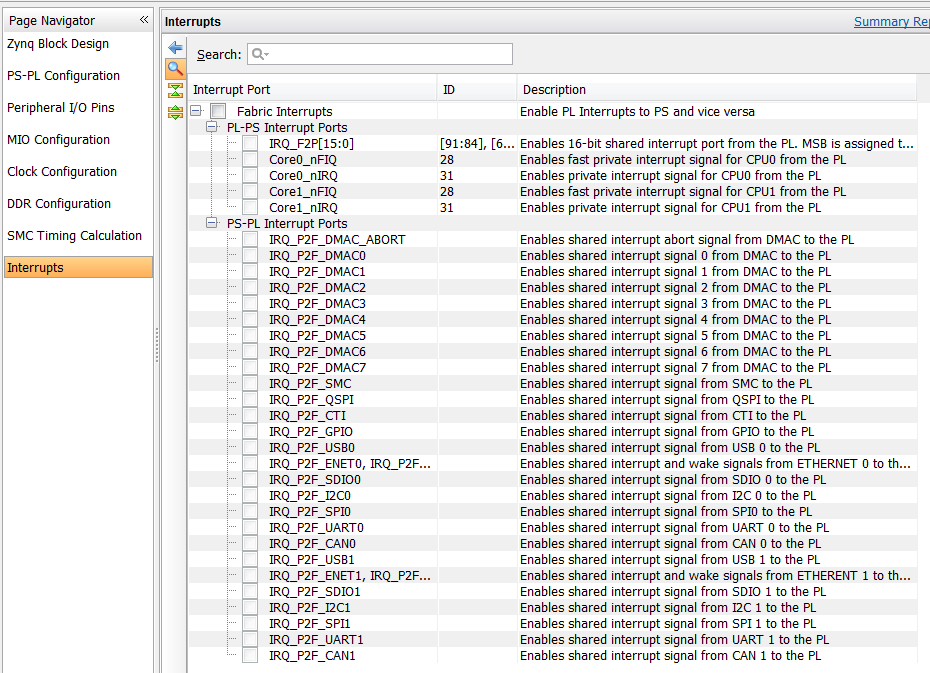 Page Navigator «
Zynq Block Design
PS-PL Configuration
Peripheral I/O Pins
MIO Configuration
Clock Configuration
DDR Configuration
SMC Timing Calculation
Interrupts
Interrupts Summary Rep
Search:
Interrupt Port ID Description
Fabric Interrupts Enable PL Interrupts to PS and vice versa
PL-PS Interrupt Ports
IRQ_F2P[15:0] [91:84], [6... Enables 16-bit shared interrupt port from the PL. MSB is assigned t...
Core0_nFIQ 28 Enables fast private interrupt signal for CPU0 from the PL
Core0_nIRQ 31 Enables private interrupt signal for CPU0 from the PL
Core1_nFIQ 28 Enables fast private interrupt signal for CPU1 from the PL
Core1_nIRQ 31 Enables private interrupt signal for CPU1 from the PL
PS-PL Interrupt Ports
IRQ_P2F_DMAC_ABORT Enables shared interrupt abort signal from DMAC to the PL
IRQ_P2F_DMAC0 Enables shared interrupt signal 0 from DMAC to the PL
IRQ_P2F_DMAC1 Enables shared interrupt signal 1 from DMAC to the PL
IRQ_P2F_DMAC2 Enables shared interrupt signal 2 from DMAC to the PL
IRQ_P2F_DMAC3 Enables shared interrupt signal 3 from DMAC to the PL
IRQ_P2F_DMAC4 Enables shared interrupt signal 4 from DMAC to the PL
IRQ_P2F_DMAC5 Enables shared interrupt signal 5 from DMAC to the PL
IRQ_P2F_DMAC6 Enables shared interrupt signal 6 from DMAC to the PL
IRQ_P2F_DMAC7 Enables shared interrupt signal 7 from DMAC to the PL
IRQ_P2F_SMC Enables shared interrupt signal from SMC to the PL
IRQ_P2F_QSPI Enables shared interrupt signal from QSPI to the PL
IRQ_P2F_CTI Enables shared interrupt signal from CTI to the PL
IRQ_P2F_GPIO Enables shared interrupt signal from GPIO to the PL
IRQ_P2F_USB0 Enables shared interrupt signal from USB 0 to the PL
IRQ_P2F_ENET0, IRQ_P2F... Enables shared interrupt and wake signals from ETHERNET 0 to th...
IRQ_P2F_SDIO0 Enables shared interrupt signal from SDIO 0 to the PL
IRQ_P2F_I2C0 Enables shared interrupt signal from I2C 0 to the PL
IRQ_P2F_SPI0 Enables shared interrupt signal from SPI0 to the PL
IRQ_P2F_UART0 Enables shared interrupt signal from UART 0 to the PL
IRQ_P2F_CAN0 Enables shared interrupt signal from CAN 0 to the PL
IRQ_P2F_USB1 Enables shared interrupt signal from USB 1 to the PL
IRQ_P2F_ENET1, IRQ_P2F... Enables shared interrupt and wake signals from ETHERENT 1 to th...
IRQ_P2F_SDIO1 Enables shared interrupt signal from SDIO 1 to the PL
IRQ_P2F_I2C1 Enables shared interrupt signal from I2C 1 to the PL
IRQ_P2F_SPI1 Enables shared interrupt signal from SPI 1 to the PL
IRQ_P2F_UART1 Enables shared interrupt signal from UART 1 to the PL
IRQ_P2F_CAN1 Enables shared interrupt signal from CAN 1 to the PL